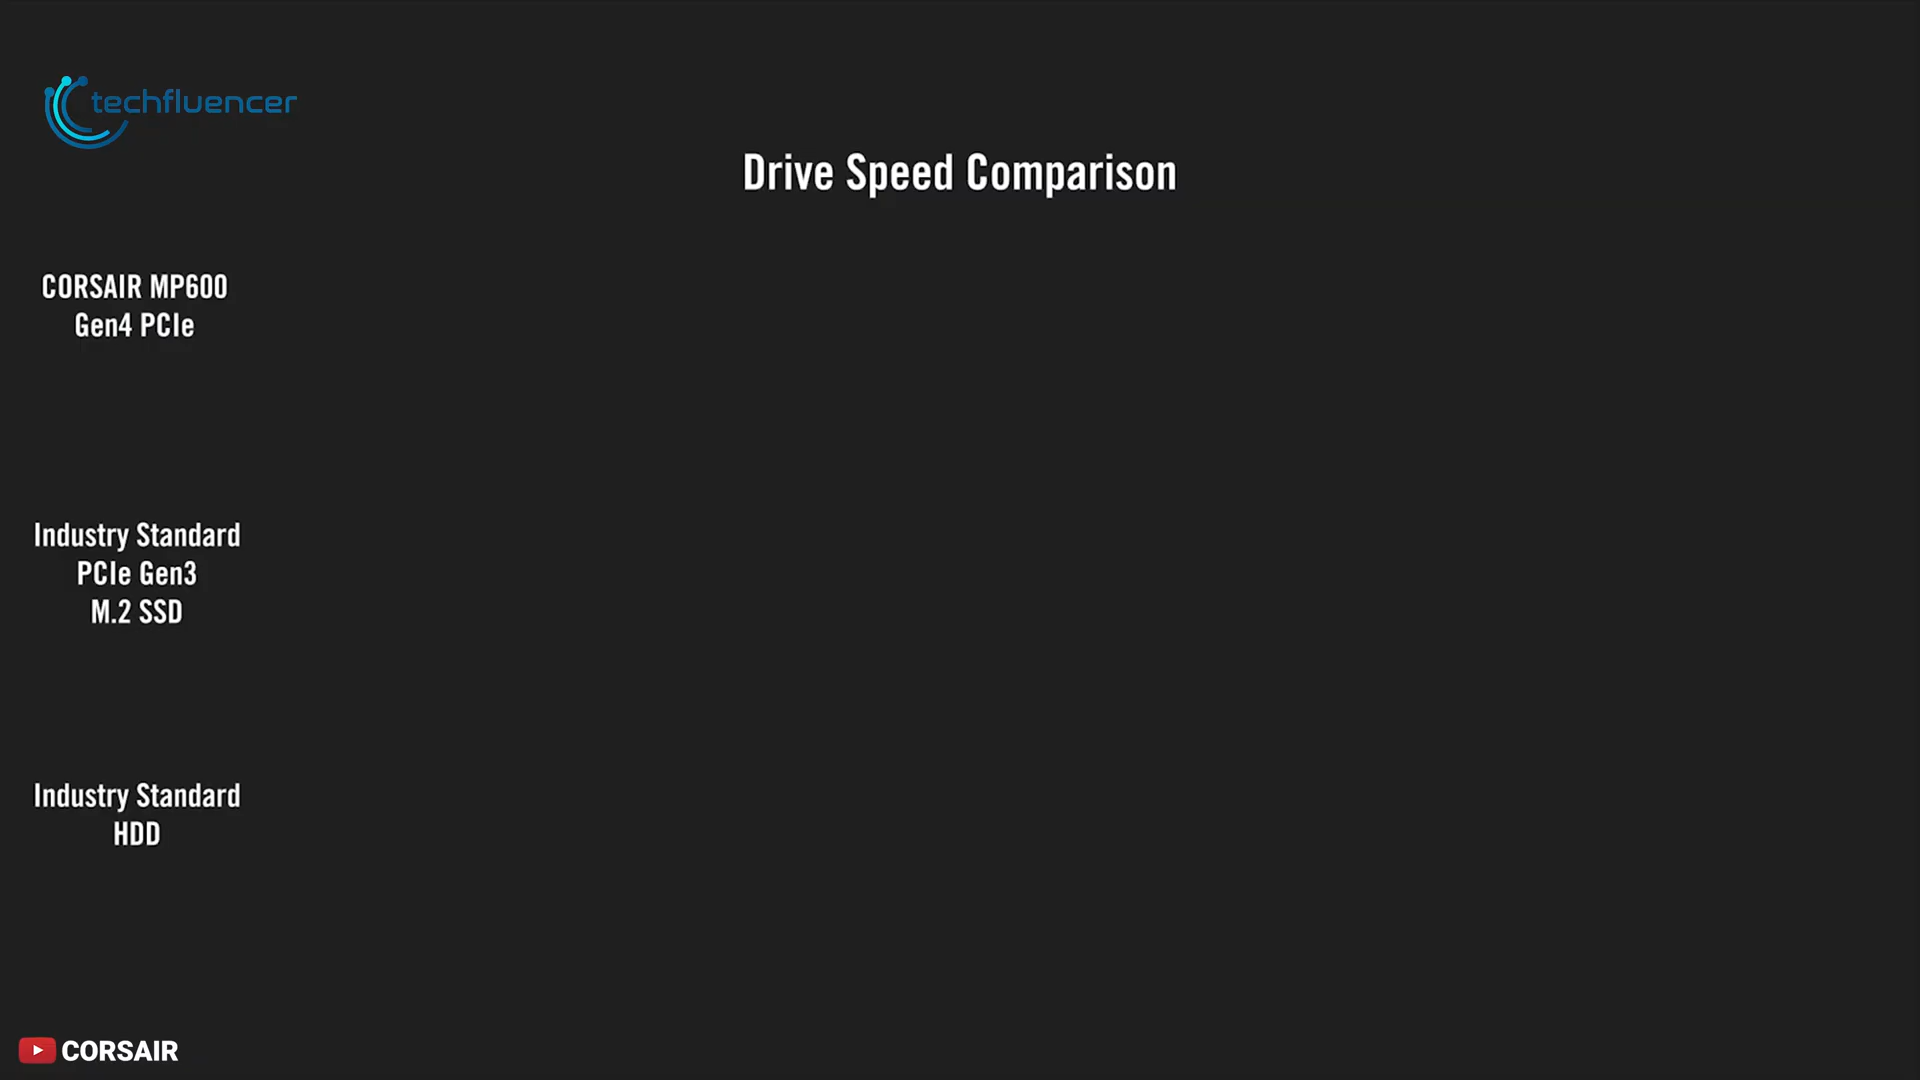 techfluencer
Drive Speed Comparison
CORSAIR MP600
Gen4 PCIe
Industry Standard
PCIe Gen3
M.2 SSD
Industry Standard
HDD
CORSAIR